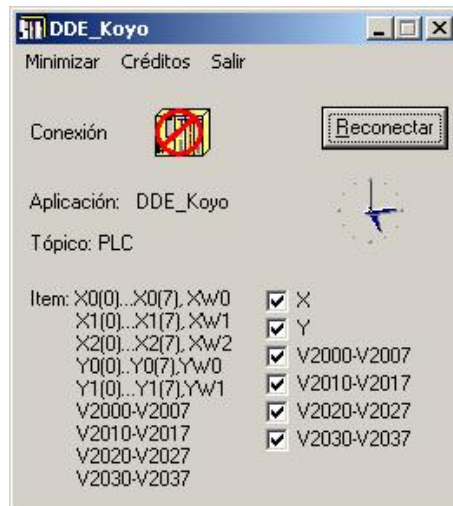 DDE_Koyo
Minimizar Créditos Salir
Conexión
Reconectar
Aplicación: DDE_Koyo
Tópico: PLC
Item: X0(0)...X0(7), XW0
X1(0)...X1(7), XW1
X2(0)...X2(7), XW2
Y0(0)..Y0(7),YW0
Y1(0)...Y1(7),YW1
V2000-V2007
V2010-V2017
V2020-V2027
V2030-V2037
X
Y
V2000-V2007
V2010-V2017
V2020-V2027
V2030-V2037